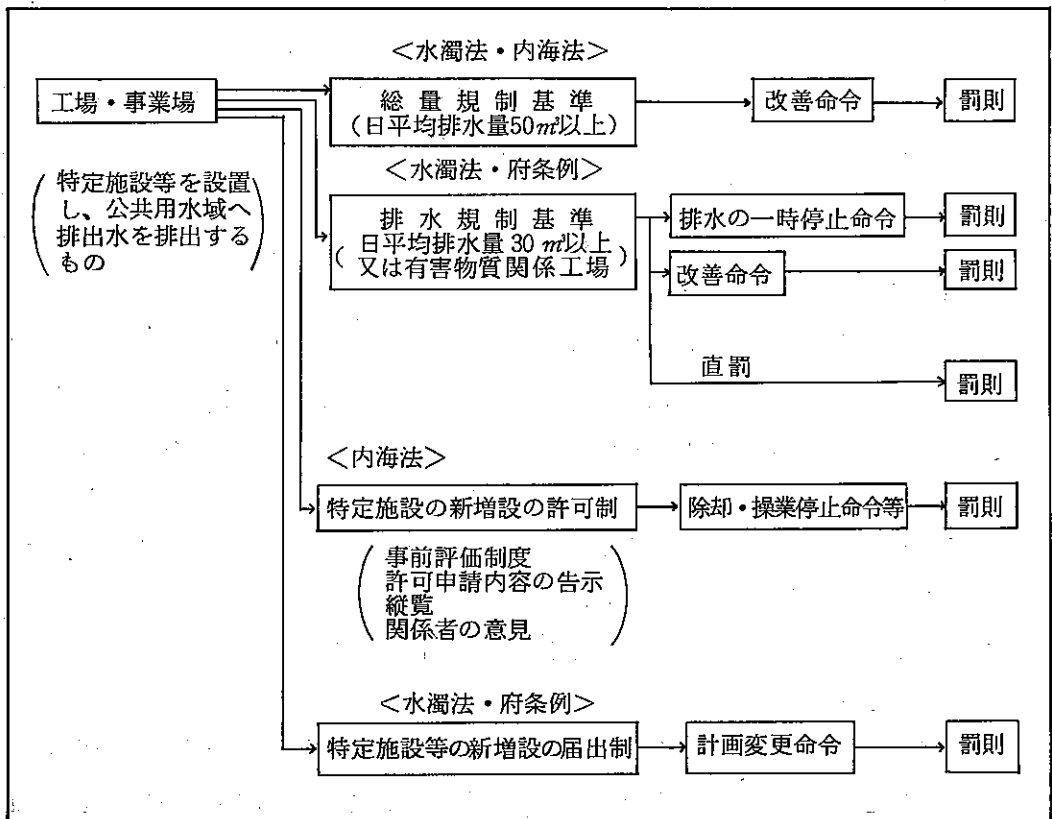 <水濁法・内海法>
工場・事業場
総量規制基準
(日平均排水量50㎥以上)
改善命令
罰則
(特定施設等を設置
し、公共用水域へ
排出水を排出する
もの)
<水濁法・府条例>
排水規制基準
(日平均排水量30㎥以上
又は有害物質関係工場)
排水の一時停止命令
罰則
改善命令
罰則
直罰
罰則
<内海法>
特定施設の新増設の許可制
除却・操業停止命令等
罰則
(事前評価制度
許可申請内容の告示
縦覧
関係者の意見)
<水濁法・府条例>
特定施設等の新増設の届出制
計画変更命令
罰則